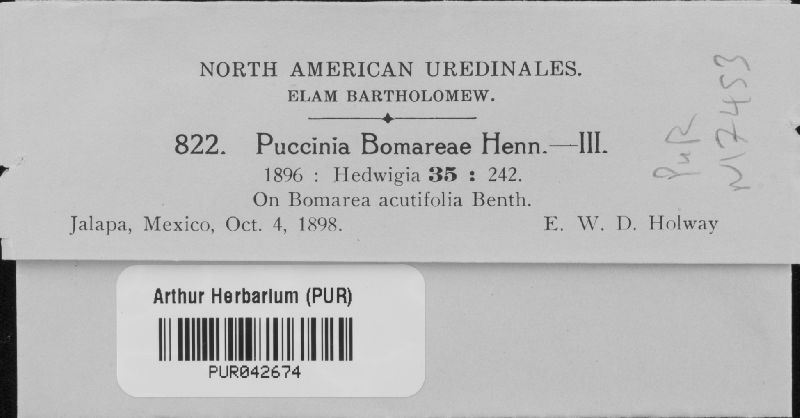 NORTH AMERICAN UREDINALES.
ELAM BARTHOLOMEW.
822. Puccinia Bomareae Henn.—III.
1896 : Hedwigia 35 : 242.
On Bomarea acutifolia Benth.
Jalapa, Mexico, Oct. 4, 1898. E. W. D. Holway
PUR
N17453
Arthur Herbarium (PUR)
PUR042674